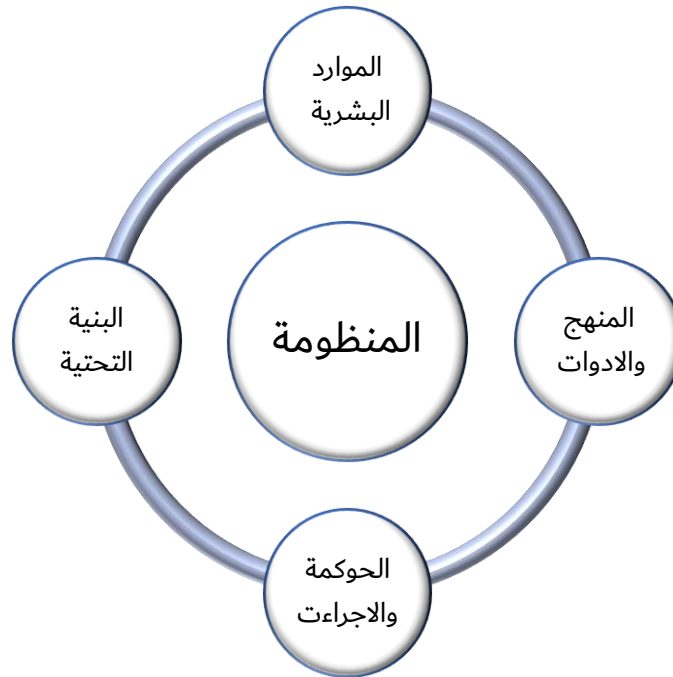 الموارد
البشرية
المنهج
والادوات
المنظومة
البنية
التحتية
الحوكمة
والاجراءت